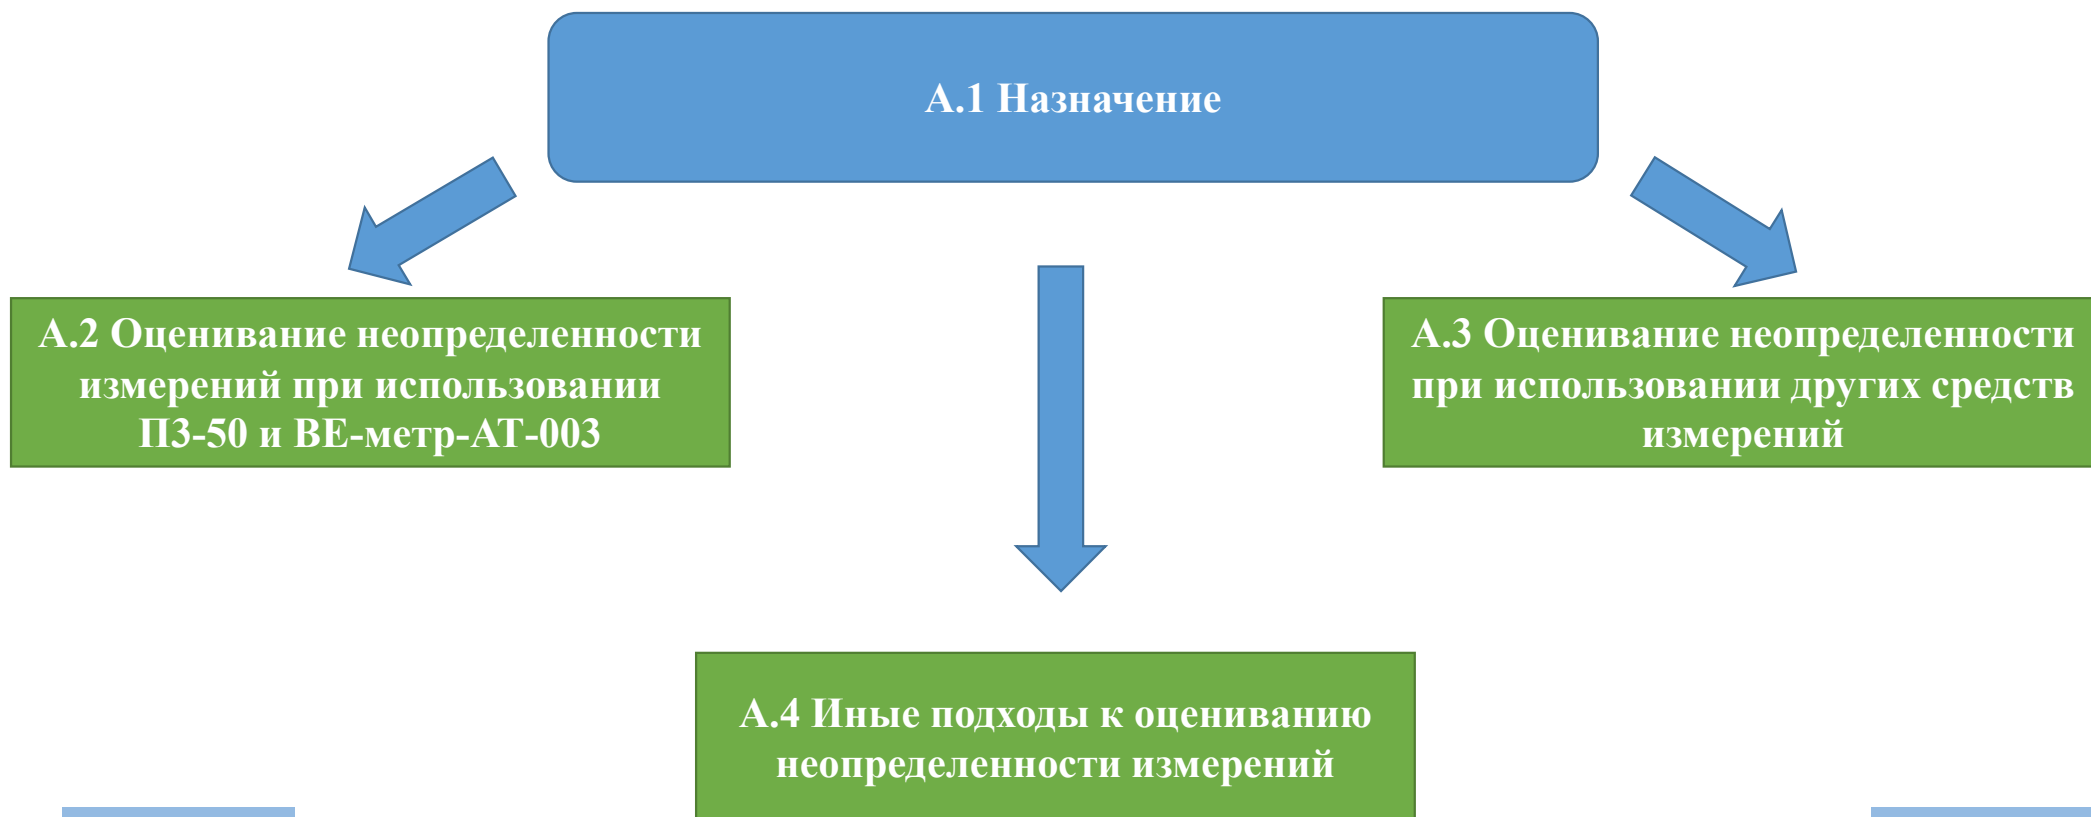 А.1 Назначение
А.2 Оценивание неопределенности
измерений при использовании
П3-50 и ВЕ-метр-АТ-003
А.3 Оценивание неопределенности
при использовании других средств
измерений
А.4 Иные подходы к оцениванию
неопределенности измерений